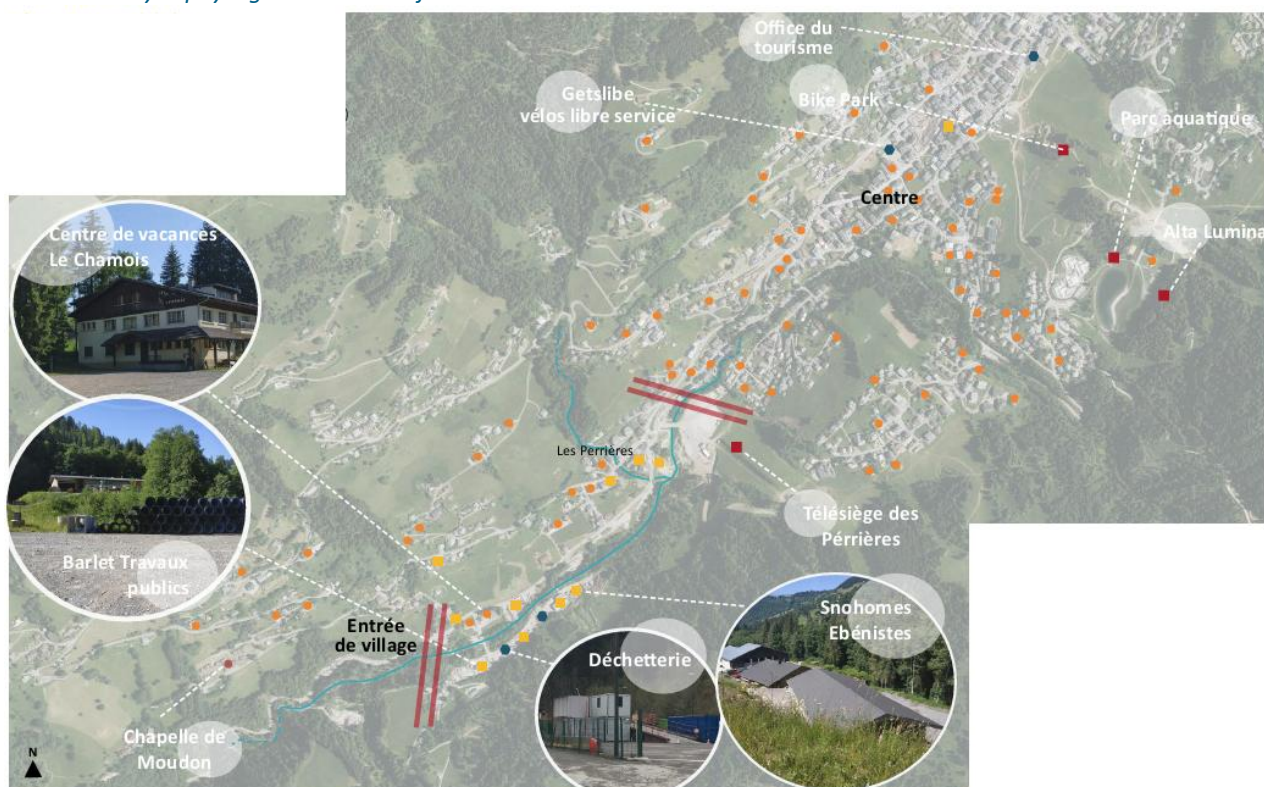 Office du
tourisme
Getslibe
vélos libre service
Bike Park
Parc aquatique
Centre
Alta Lumina
Centre de vacances
Le Chamois
Les Perrières
Barlet Travaux
publics
Télésiège des
Pérrières
Entrée
de village
Snohomes
Ebénistes
Déchetterie
Chapelle de
Moudon
N